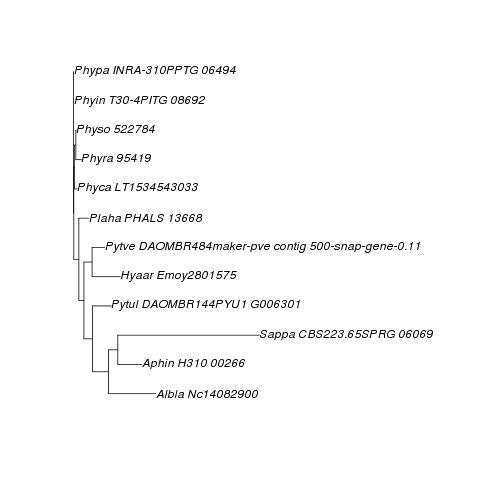 Phypa INRA-310PPTG 06494
Phyin T30-4PITG 08692
Physo 522784
Phyra 95419
Phyca LT1534543033
Plaha PHALS 13668
Pytve DAOMBR484maker-pve contig 500-snap-gene-0.11
Hyaar Emoy2801575
Pytul DAOMBR144PYU1 G006301
Sappa CBS223.65SPRG 06069
Aphin H310 00266
Albla Nc14082900